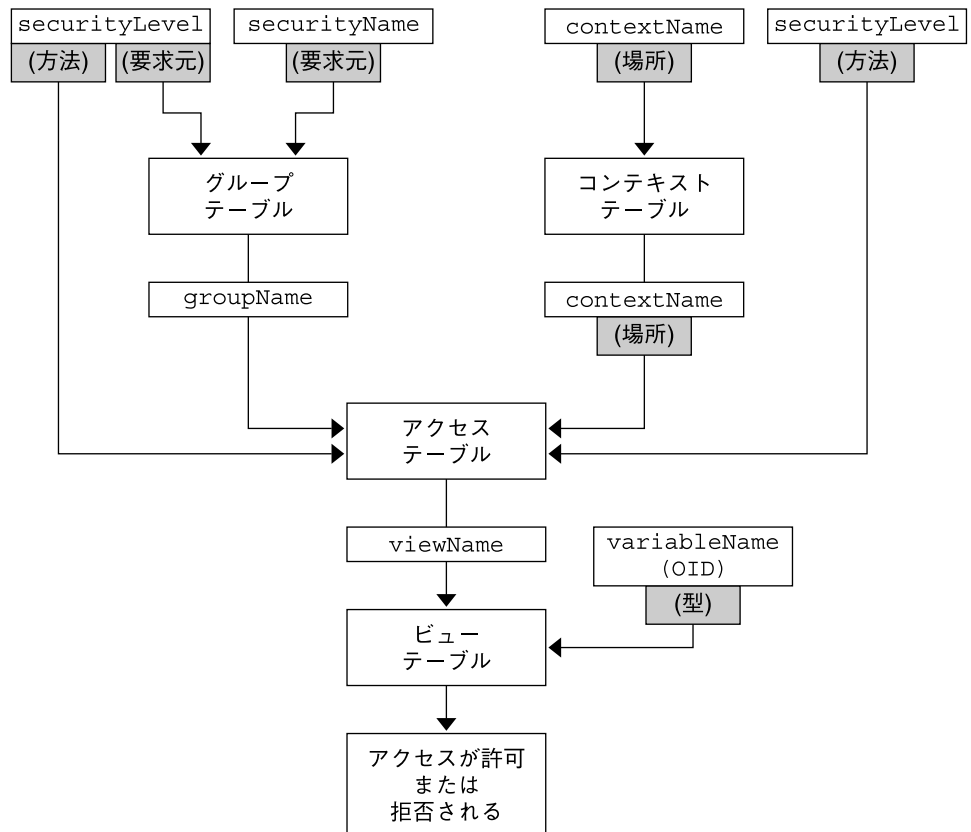 securityLevel
(方法)
(要求元)
securityName
(要求元)
contextName
(場所)
securityLevel
(方法)
グループ
テーブル
コンテキスト
テーブル
groupName
contextName
(場所)
アクセス
テーブル
viewName
variableName
(OID)
(型)
ビュー
テーブル
アクセスが許可
または
拒否される